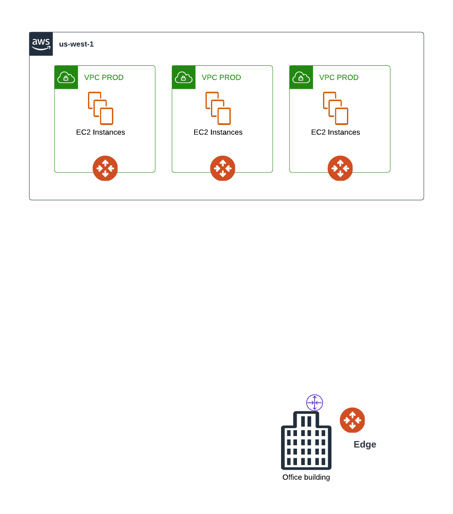 aws
us-west-1
VPC PROD
VPC PROD
VPC PROD
EC2 Instances
EC2 Instances
EC2 Instances
Edge
Office building